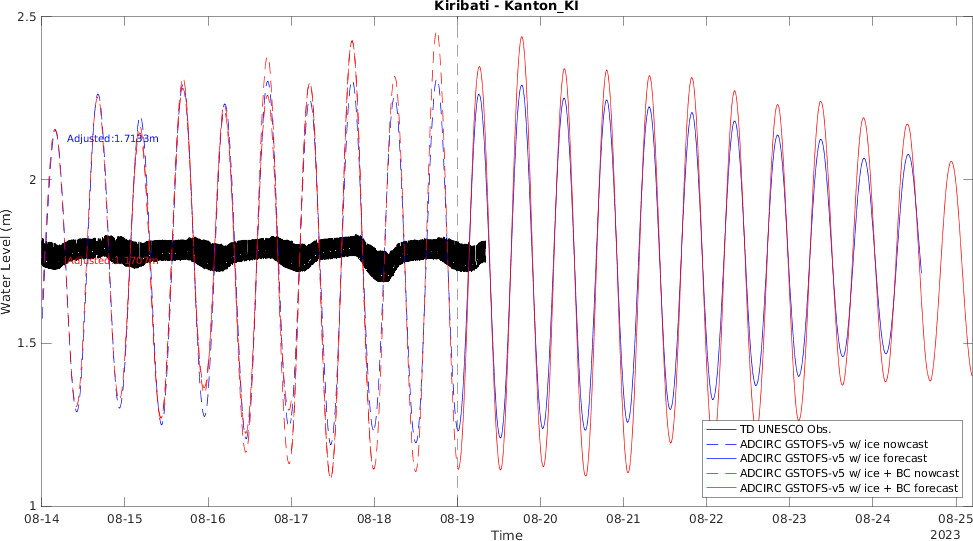 Kiribati - Kanton_KI
Water Level (m)
2.5
2
1.5
1
Adjusted:1.7133m
08-14
08-15
08-16
08-17
08-18
08-19
08-20
08-21
08-22
08-23
08-24
08-25
2023
Time
TD UNESCO Obs.
ADCIRC GSTOFS-v5 w/ ice nowcast
ADCIRC GSTOFS-v5 w/ ice forecast
ADCIRC GSTOFS-v5 w/ ice + BC nowcast
ADCIRC GSTOFS-v5 w/ ice + BC forecast